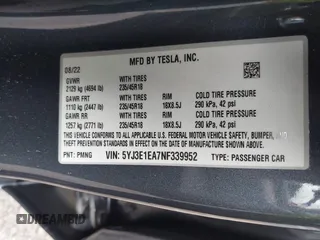 MFD BY TESLA, INC.
08/22
GVWR WITH TIRES
2129 kg (4694 lb) 235/45R18
GAWR FRT WITH TIRES RIM COLD TIRE PRESSURE
1110 kg (2447 lb) 235/45R18 18X8.5J 290 kPa, 42 psi
GAWR RR WITH TIRES RIM COLD TIRE PRESSURE
1257 kg (2771 lb) 235/45R18 18X8.5J 290 kPa, 42 psi
THIS VEHICLE CONFORMS TO ALL APPLICABLE
FEDERAL MOTOR VEHICLE SAFETY, BUMPER, AND
THEFT PREVENTION STANDARDS IN EFFECT ON THE DATE OF MANUFACTURE SHOWN ABOVE.
PNT: PMNG VIN: 5YJ3E1EA7NF339952 TYPE: PASSENGER CAR
DREAMBID